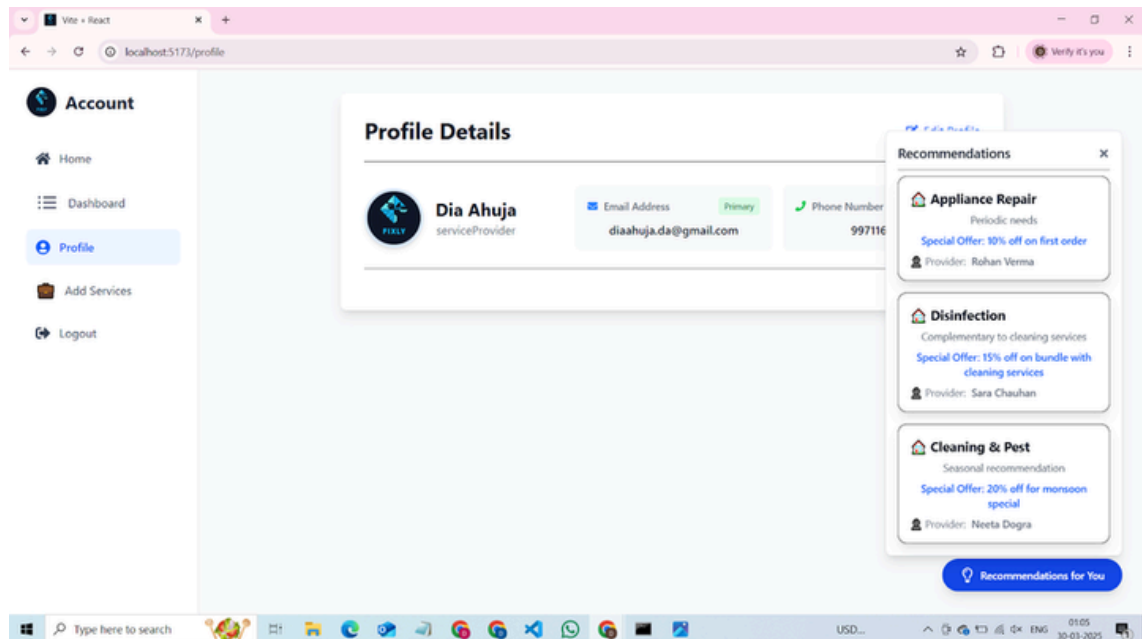 Vite + React
localhost:5173/profile
Verify it's you
Account
Home
Dashboard
Profile
Add Services
Logout
Profile Details
Edit Profile
FIXLY
Dia Ahuja
serviceProvider
Email Address
Primary
diaahuja.da@gmail.com
Phone Number
997116
Recommendations
Appliance Repair
Periodic needs
Special Offer: 10% off on first order
Provider: Rohan Verma
Disinfection
Complementary to cleaning services
Special Offer: 15% off on bundle with
cleaning services
Provider: Sara Chauhan
Cleaning & Pest
Seasonal recommendation
Special Offer: 20% off for monsoon
special
Provider: Neeta Dogra
Recommendations for You
Type here to search
USD...
ENG
01:05
30-03-2025